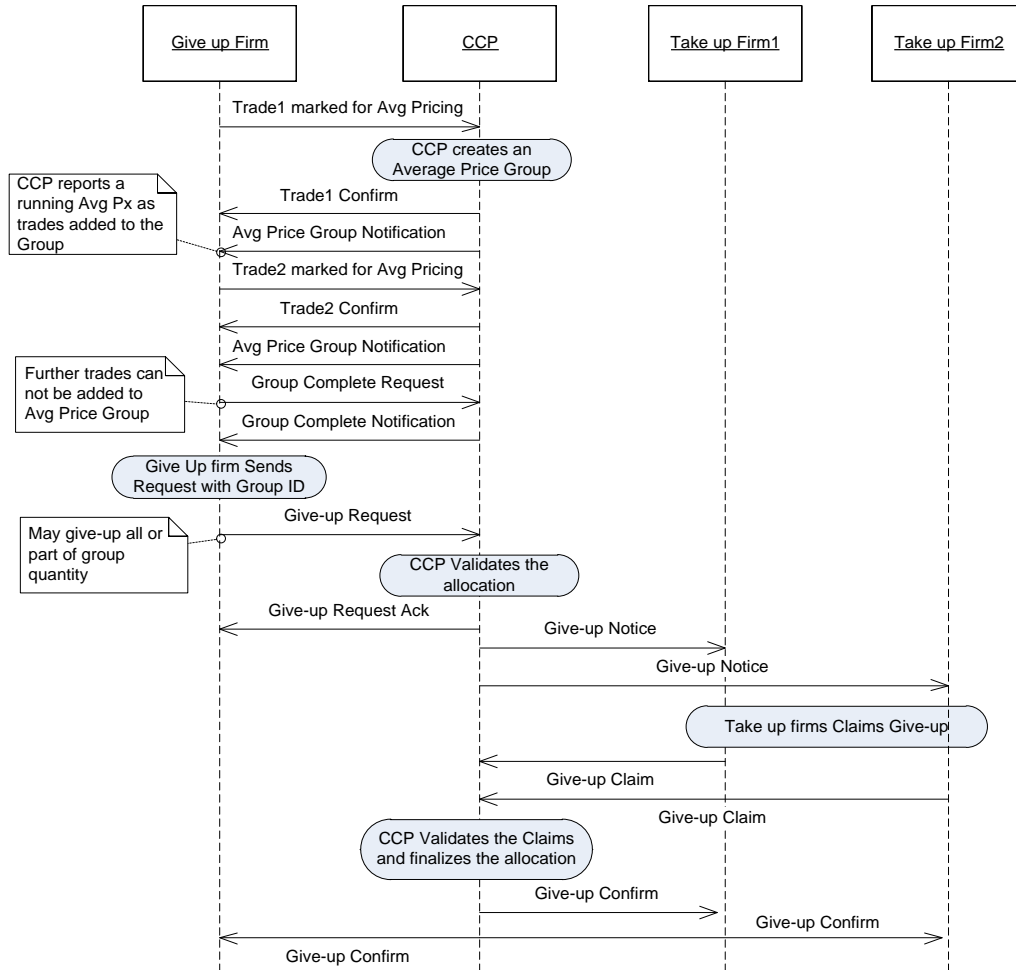 Give up Firm
CCP
Take up Firm1
Take up Firm2
Trade1 marked for Avg Pricing
CCP creates an
Average Price Group
CCP reports a
running Avg Px as
trades added to the
Group
Trade1 Confirm
Avg Price Group Notification
Trade2 marked for Avg Pricing
Trade2 Confirm
Avg Price Group Notification
Further trades can
not be added to
Avg Price Group
Group Complete Request
Group Complete Notification
Give Up firm Sends
Request with Group ID
May give-up all or
part of group
quantity
Give-up Request
CCP Validates the
allocation
Give-up Request Ack
Give-up Notice
Give-up Notice
Take up firms Claims Give-up
Give-up Claim
Give-up Claim
CCP Validates the Claims
and finalizes the allocation
Give-up Confirm
Give-up Confirm
Give-up Confirm